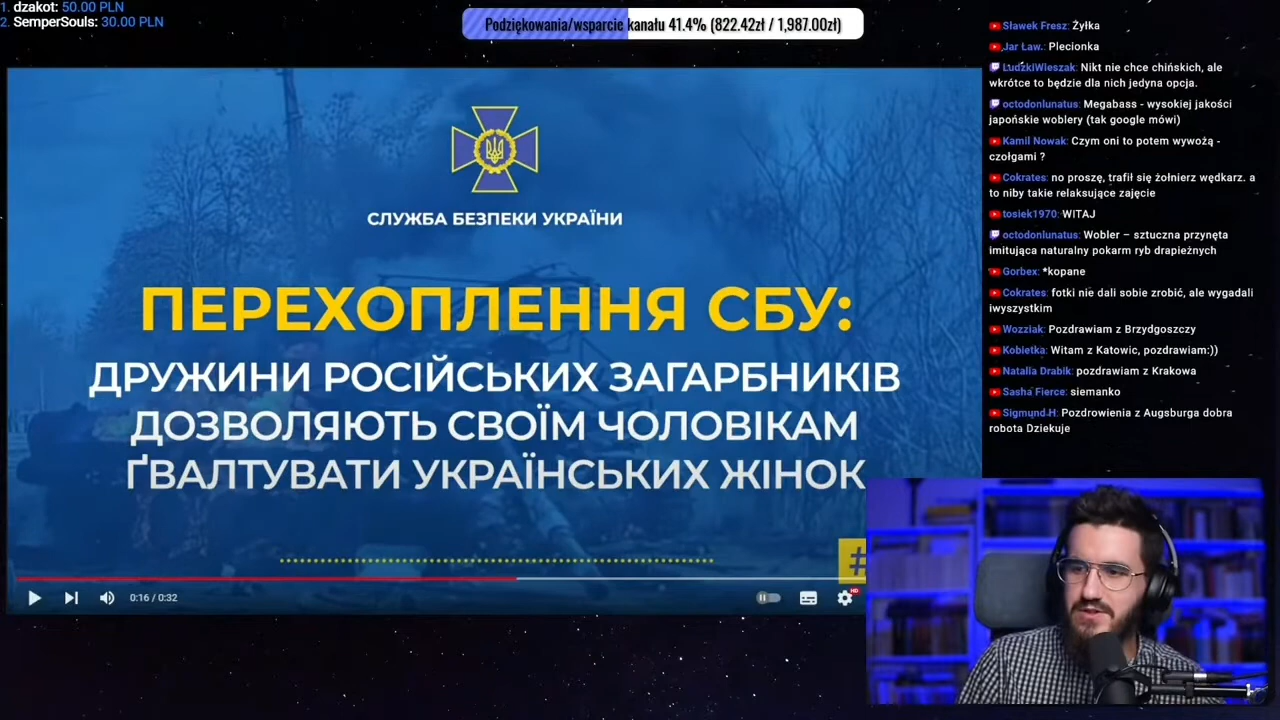 1. dzakot: 50.00 PLN
2. SemperSouls: 30.00 PLN
Podziękowania/wsparcie kanału 41.4% (822.42zł / 1,987.00zł)
СЛУЖБА БЕЗПЕКИ УКРАЇНИ
ПЕРЕХОПЛЕННЯ СБУ:
ДРУЖИНИ РОСІЙСЬКИХ ЗАГАРБНИКІВ
ДОЗВОЛЯЮТЬ СВОЇМ ЧОЛОВІКАМ
ҐВАЛТУВАТИ УКРАЇНСЬКИХ ЖІНОК
#
0:16 / 0:32
HD
Sławek Fresz: Żyłka
Jar Ław.: Plecionka
LudzkiWieszak: Nikt nie chce chińskich, ale
wkrótce to będzie dla nich jedyna opcja.
octodonlunatus: Megabass - wysokiej jakości
japońskie woblery (tak google mówi)
Kamil Nowak: Czym oni to potem wywożą -
czołgami ?
Cokrates: no proszę, trafił się żołnierz wędkarz. a
to niby takie relaksujące zajęcie
tosiek1970: WITAJ
octodonlunatus: Wobler – sztuczna przynęta
imitująca naturalny pokarm ryb drapieżnych
Gorbex: *kopane
Cokrates: fotki nie dali sobie zrobić, ale wygadali
iwyszystkim
Wozziak: Pozdrawiam z Brzydgoszczy
Kobietka: Witam z Katowic, pozdrawiam:))
Natalia Drabik: pozdrawiam z Krakowa
Sasha Fierce: siemanko
Sigmund H: Pozdrowienia z Augsburga dobra
robota Dziekuje